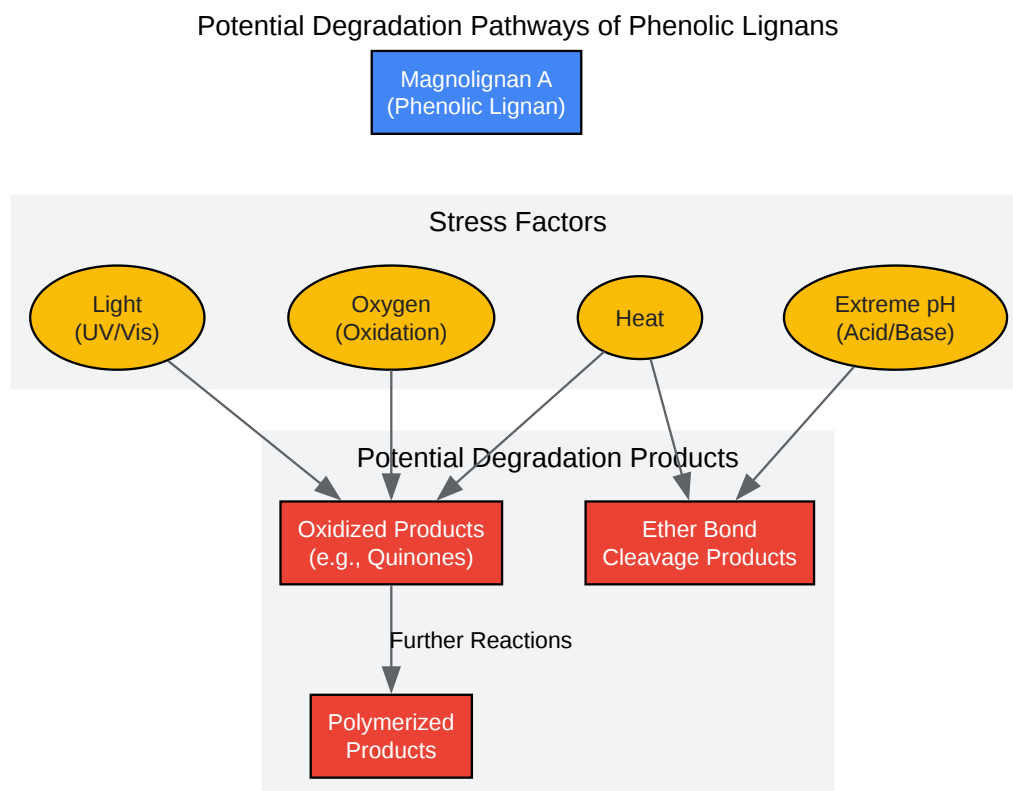 Potential Degradation Pathways of Phenolic Lignans
Magnolignan A
(Phenolic Lignan)
Stress Factors
Light
(UV/Vis)
Oxygen
(Oxidation)
Heat
Extreme pH
(Acid/Base)
Potential Degradation Products
Oxidized Products
(e.g., Quinones)
Ether Bond
Cleavage Products
Further Reactions
Polymerized
Products